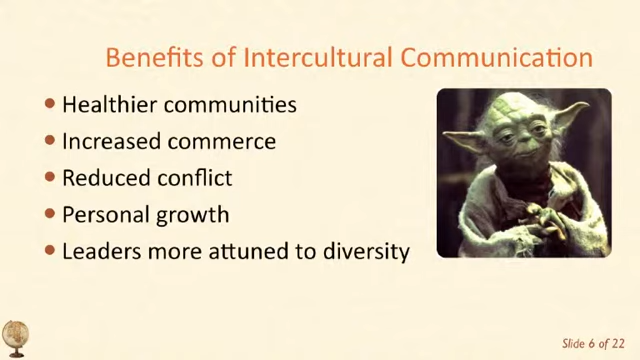 Benefits of Intercultural Communication
Healthier communities
Increased commerce
Reduced conflict
Personal growth
Leaders more attuned to diversity
Slide 6 of 22